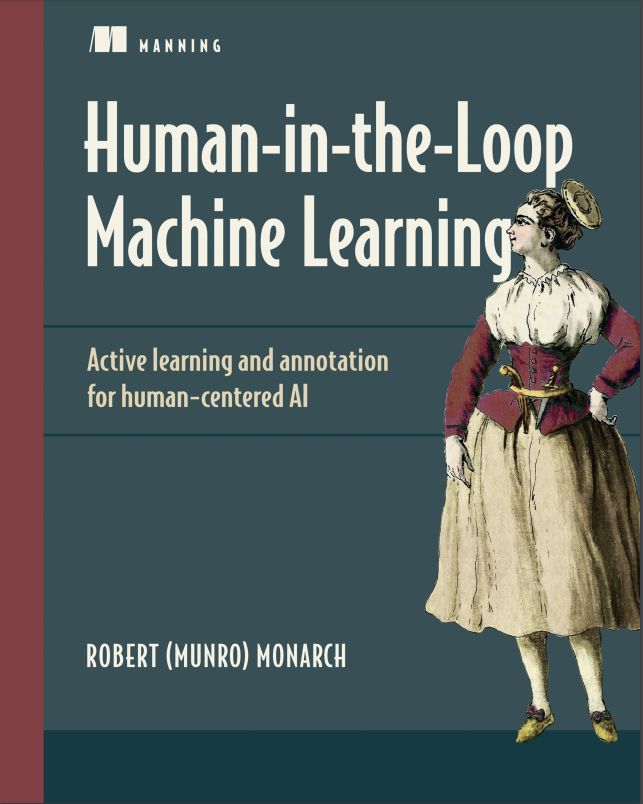 MANNING
Human-in-the-Loop
Machine Learning
Active learning and annotation
for human-centered AI
ROBERT (MUNRO) MONARCH